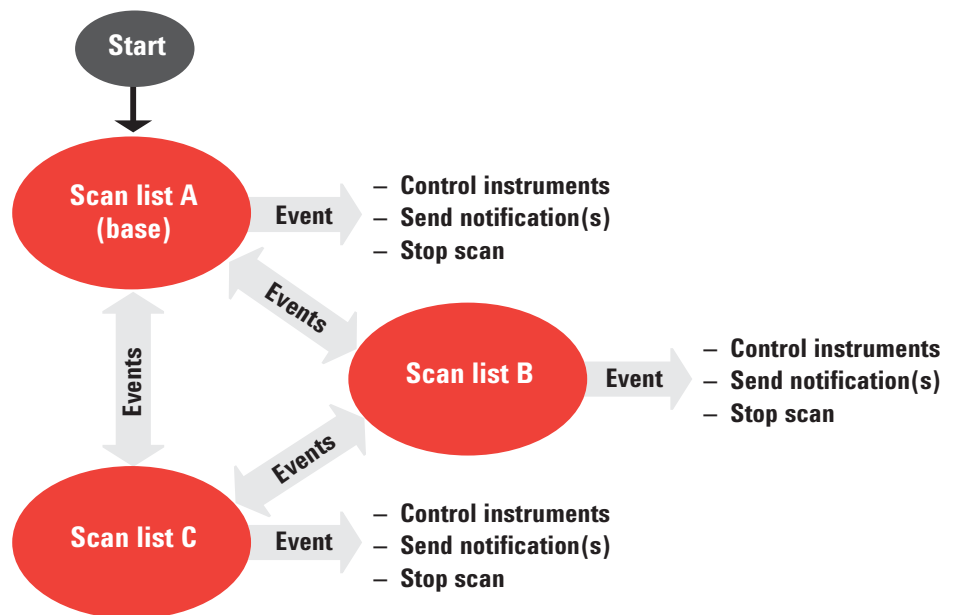 Start
Scan list A
(base)
Event
– Control instruments
– Send notification(s)
– Stop scan
Events
Events
Scan list B
Event
– Control instruments
– Send notification(s)
– Stop scan
Events
Scan list C
Event
– Control instruments
– Send notification(s)
– Stop scan